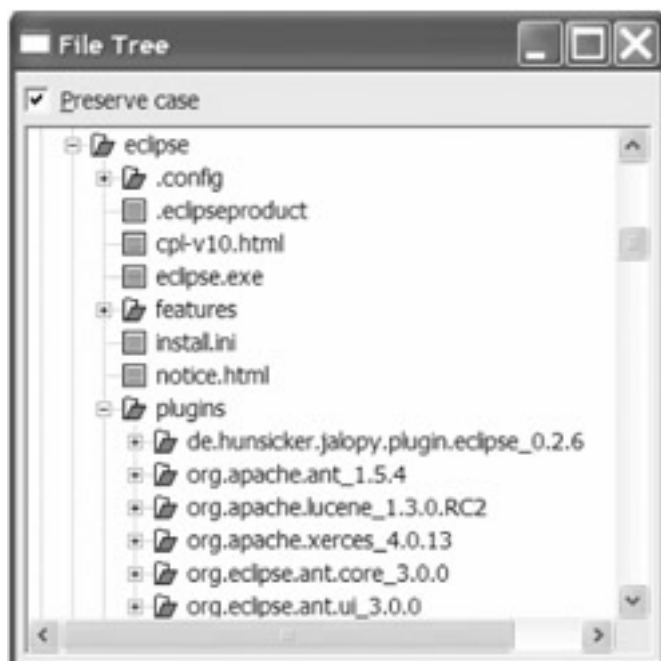 File Tree
Preserve case
eclipse
.config
.eclipseproduct
cpl-v10.html
eclipse.exe
features
install.ini
notice.html
plugins
de.hunsicker.jalopy.plugin.eclipse_0.2.6
org.apache.ant_1.5.4
org.apache.lucene_1.3.0.RC2
org.apache.xerces_4.0.13
org.eclipse.ant.core_3.0.0
org.eclipse.ant.ui_3.0.0